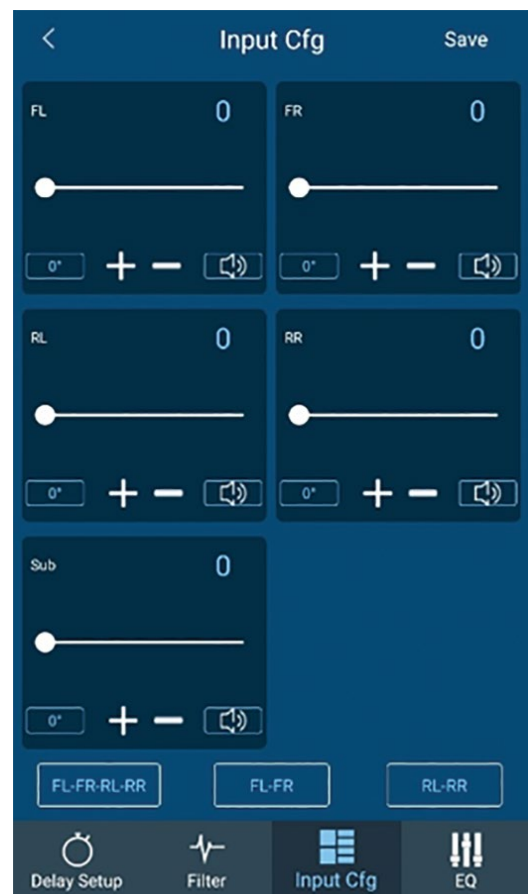 Input Cfg Save
FL 0 FR 0
0° 0°
RL 0 RR 0
0° 0°
Sub 0
0°
FL-FR-RL-RR FL-FR RL-RR
Delay Setup Filter Input Cfg EQ